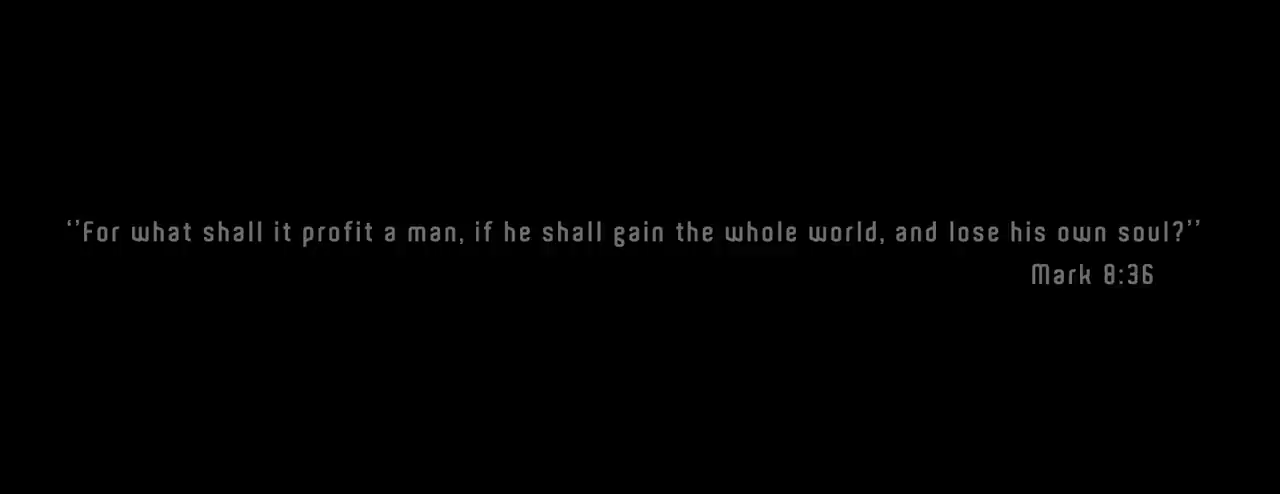 ‘’For what shall it profit a man, if he shall gain the whole world, and lose his own soul?’’
Mark 8:36